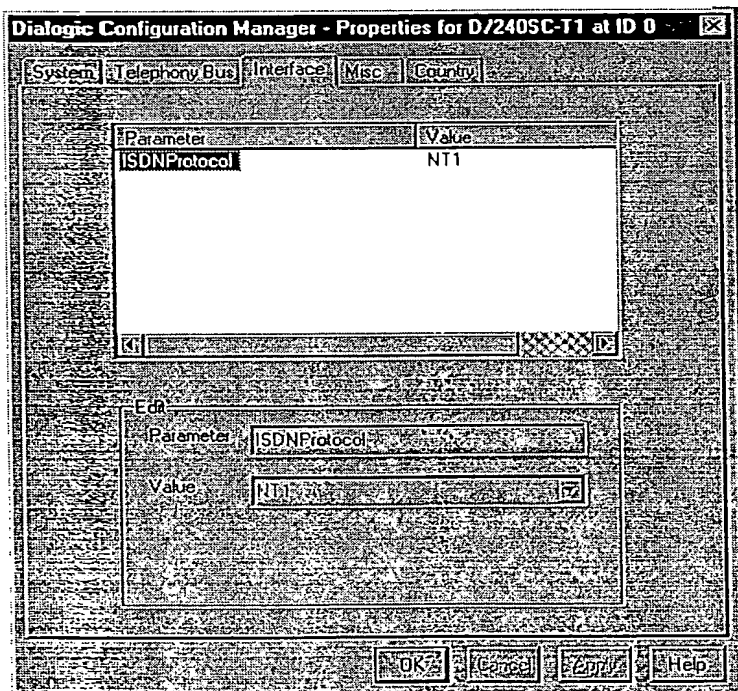 Dialogic Configuration Manager - Properties for D/240SC-T1 at ID 0
System Telephony Bus Interface Misc Country
Parameter Value
ISDNProtocol NT1
Edit
Parameter ISDNProtocol
Value NT1
OK Cancel Apply Help